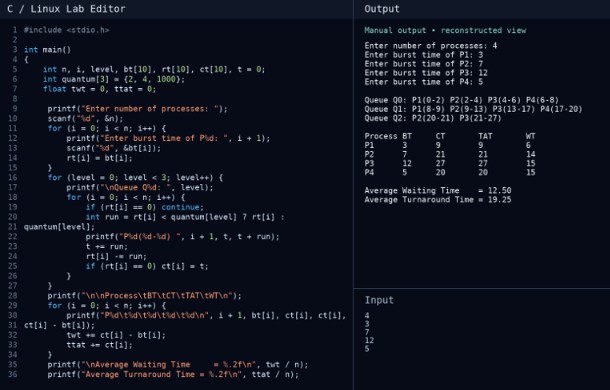 C / Linux Lab Editor
1 #include <stdio.h>
2
3 int main()
4 {
5 int n, i, level, bt[10], rt[10], ct[10], t = 0;
6 int quantum[3] = {2, 4, 1000};
7 float twt = 0, ttat = 0;
8
9 printf("Enter number of processes: ");
10 scanf("%d", &n);
11 for (i = 0; i < n; i++) {
12 printf("Enter burst time of P%d: ", i + 1);
13 scanf("%d", &bt[i]);
14 rt[i] = bt[i];
15 }
16 for (level = 0; level < 3; level++) {
17 printf("\nQueue Q%d: ", level);
18 for (i = 0; i < n; i++) {
19 if (rt[i] == 0) continue;
20 int run = rt[i] < quantum[level] ? rt[i] :
21 quantum[level];
22 printf("P%d(%d-%d) ", i + 1, t, t + run);
23 t += run;
24 rt[i] -= run;
25 if (rt[i] == 0) ct[i] = t;
26 }
27 }
28 printf("\n\nProcess\tBT\tCT\tTAT\tWT\n");
29 for (i = 0; i < n; i++) {
30 printf("P%d\t%d\t%d\t%d\t%d\n", i + 1, bt[i], ct[i], ct[i],
31 ct[i] - bt[i]);
32 twt += ct[i] - bt[i];
33 ttat += ct[i];
34 }
35 printf("\nAverage Waiting Time     = %.2f\n", twt / n);
36 printf("Average Turnaround Time = %.2f\n", ttat / n);
Output
Manual output • reconstructed view
Enter number of processes: 4
Enter burst time of P1: 3
Enter burst time of P2: 7
Enter burst time of P3: 12
Enter burst time of P4: 5
Queue Q0: P1(0-2) P2(2-4) P3(4-6) P4(6-8)
Queue Q1: P1(8-9) P2(9-13) P3(13-17) P4(17-20)
Queue Q2: P2(20-21) P3(21-27)
Process BT CT TAT WT
P1 3 9 9 6
P2 7 21 21 14
P3 12 27 27 15
P4 5 20 20 15
Average Waiting Time    = 12.50
Average Turnaround Time = 19.25
Input
4
3
7
12
5